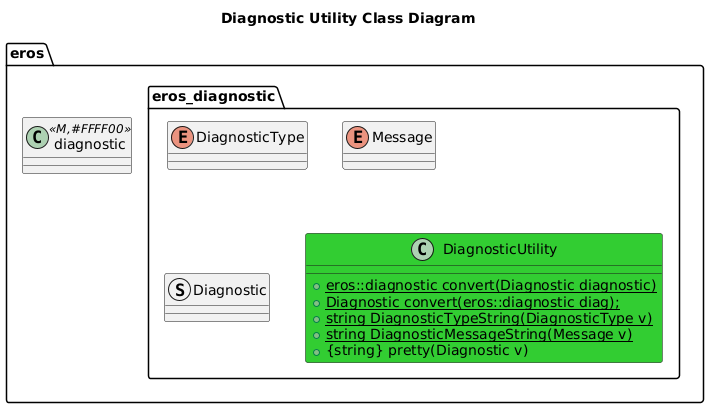 Diagnostic Utility Class Diagram
eros
eros_diagnostic
C «M,#FFFF00»
diagnostic
E DiagnosticType
E Message
S Diagnostic
C DiagnosticUtility
eros::diagnostic convert(Diagnostic diagnostic)
Diagnostic convert(eros::diagnostic diag);
string DiagnosticTypeString(DiagnosticType v)
string DiagnosticMessageString(Message v)
{string} pretty(Diagnostic v)